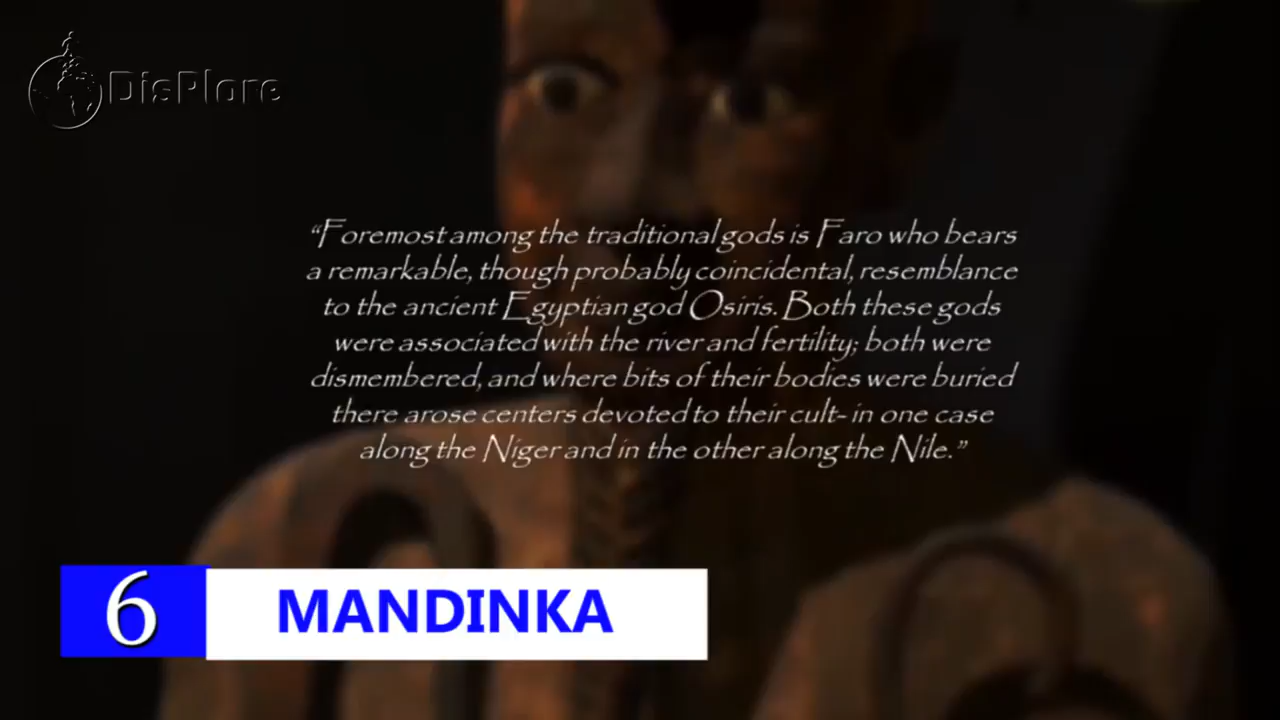 DisPlore
“Foremost among the traditional gods is Faro who bears
a remarkable, though probably coincidental, resemblance
to the ancient Egyptian god Osiris. Both these gods
were associated with the river and fertility; both were
dismembered, and where bits of their bodies were buried
there arose centers devoted to their cult- in one case
along the Niger and in the other along the Nile.”
6 MANDINKA